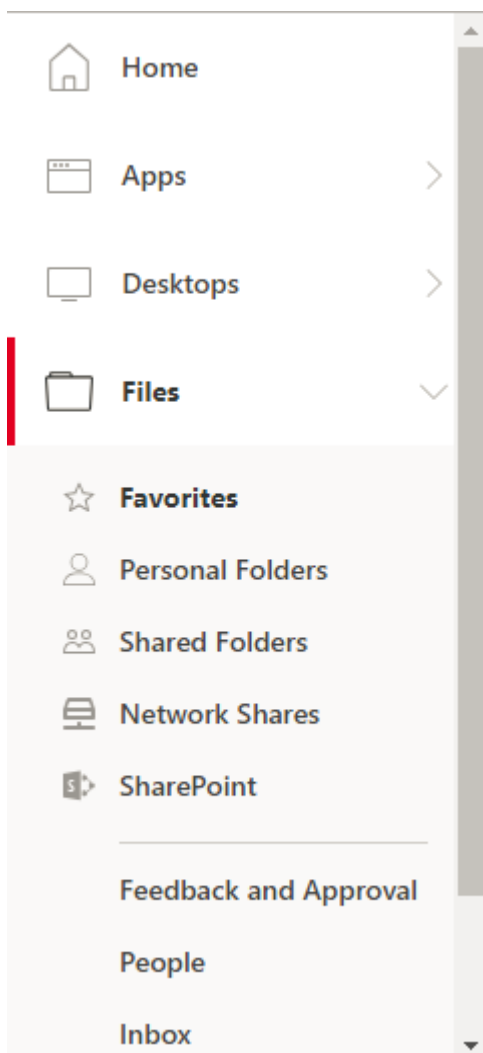 Home
Apps
Desktops
Files
Favorites
Personal Folders
Shared Folders
Network Shares
SharePoint
Feedback and Approval
People
Inbox